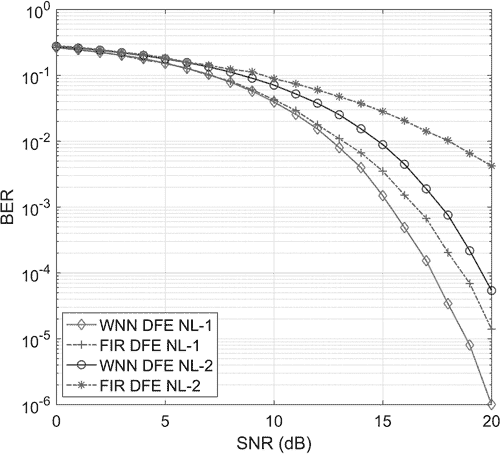 10^0
10^-1
10^-2
10^-3
10^-4
10^-5
10^-6
BER
WNN DFE NL-1
FIR DFE NL-1
WNN DFE NL-2
FIR DFE NL-2
0 5 10 15 20
SNR (dB)